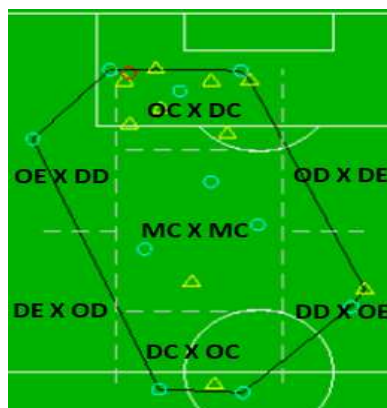 OC X DC
OE X DD
OD X DE
MC X MC
DE X OD
DD X OE
DC X OC